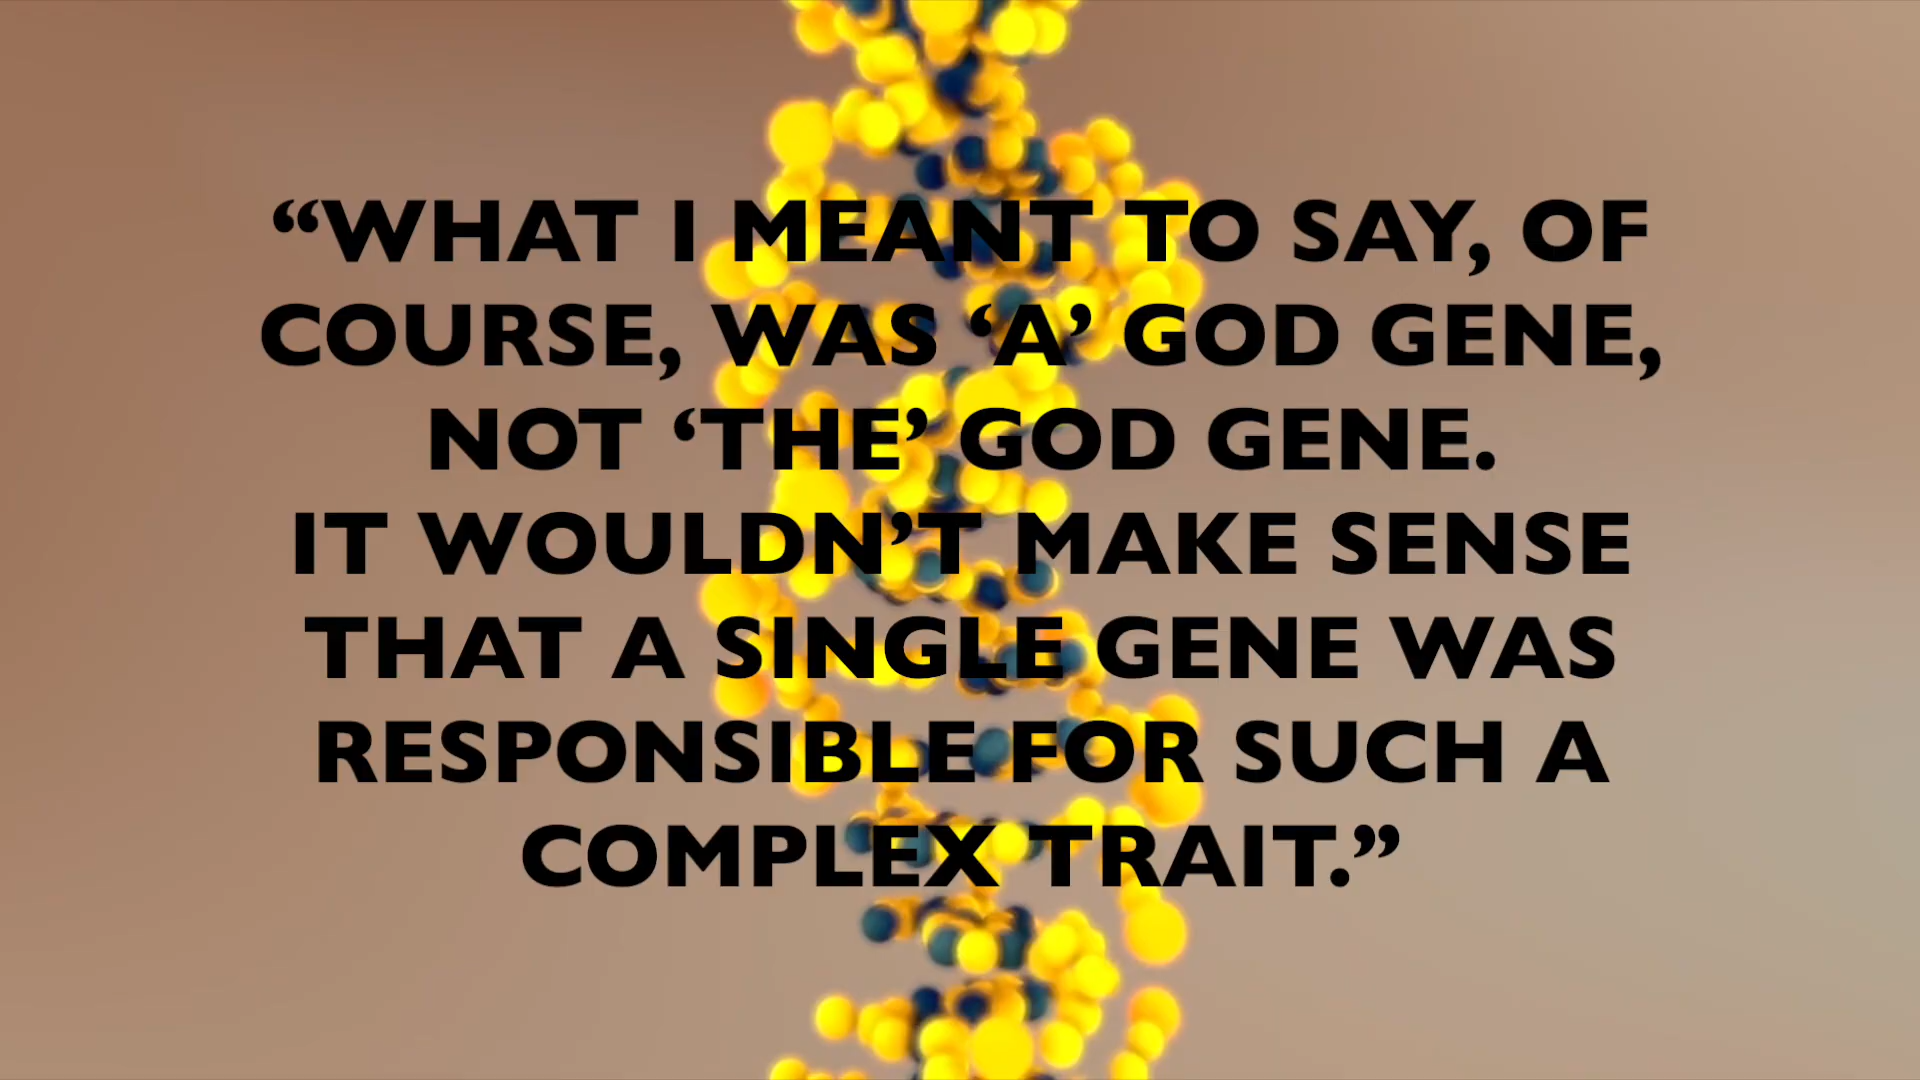 “WHAT I MEANT TO SAY, OF
COURSE, WAS ‘A’ GOD GENE,
NOT ‘THE’ GOD GENE.
IT WOULDN’T MAKE SENSE
THAT A SINGLE GENE WAS
RESPONSIBLE FOR SUCH A
COMPLEX TRAIT.”